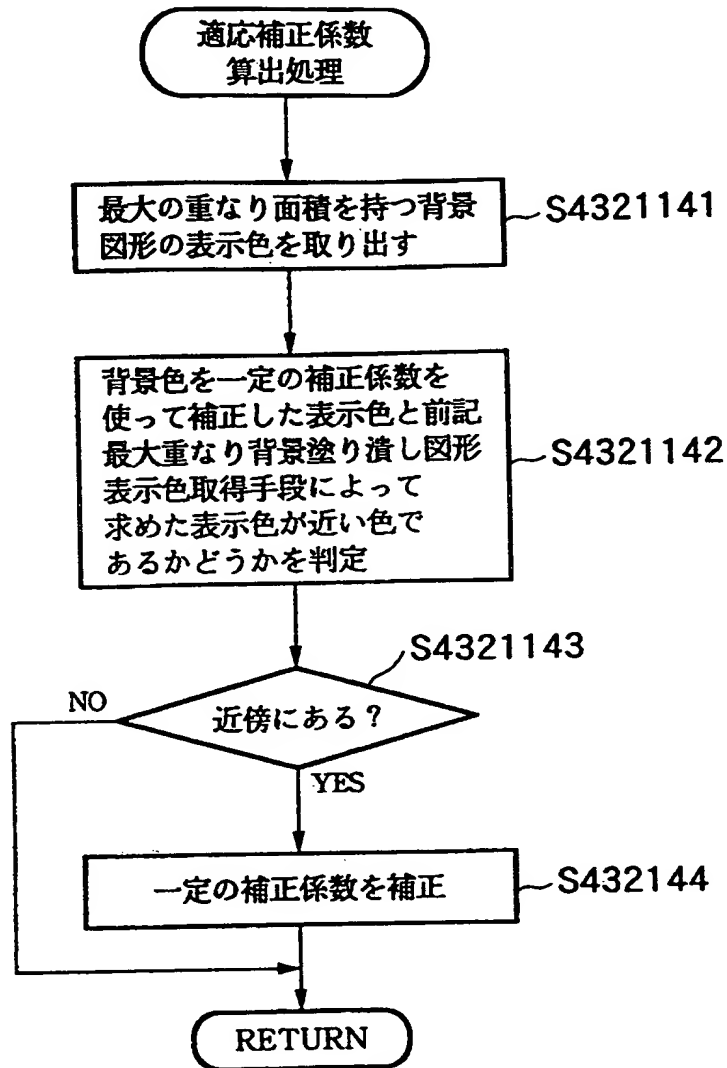 適応補正係数
算出処理
最大の重なり面積を持つ背景
図形の表示色を取り出す
S4321141
背景色を一定の補正係数を
使って補正した表示色と前記
最大重なり背景塗り潰し図形
表示色取得手段によって
求めた表示色が近い色で
あるかどうかを判定
S4321142
S4321143
NO
近傍にある?
YES
一定の補正係数を補正
S432144
RETURN